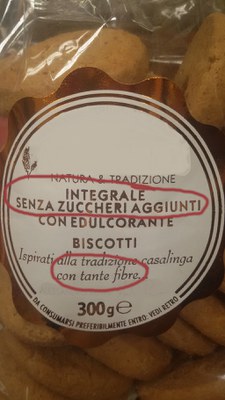 NATURA & TRADIZIONE
INTEGRALE
SENZA ZUCCHERI AGGIUNTI
CON EDULCORANTE
BISCOTTI
Ispirati alla tradizione casalinga
con tante fibre...
300g e
DA CONSUMARSI PREFERIBILMENTE ENTRO: VEDI RETRO